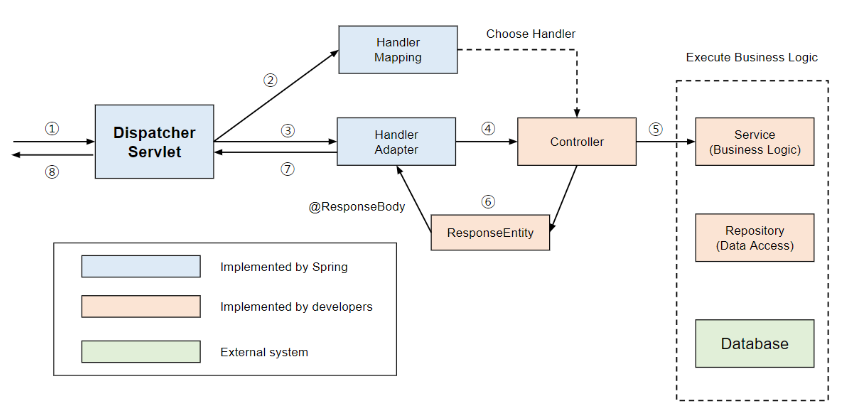 Handler
Mapping
Choose Handler
Execute Business Logic
②
①
Dispatcher
Servlet
⑧
③
⑦
Handler
Adapter
④
Controller
⑤
Service
(Business Logic)
@ResponseBody
⑥
ResponseEntity
Repository
(Data Access)
Database
Implemented by Spring
Implemented by developers
External system